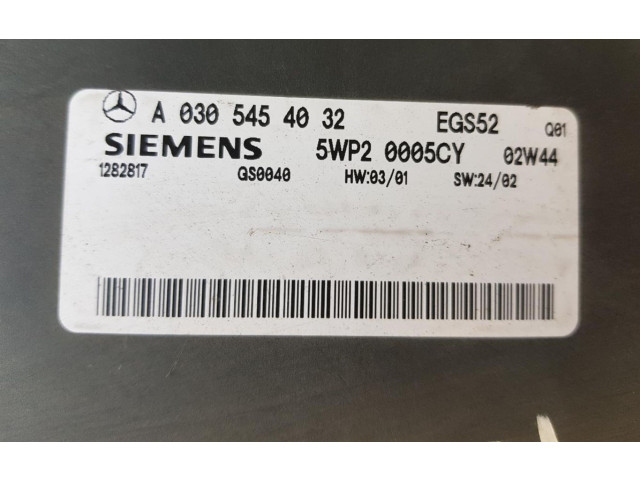 A 030 545 40 32 EGS52 Q01
SIEMENS 5WP2 0005CY 02W44
1282817 GS0040 HW:03/01 SW:24/02